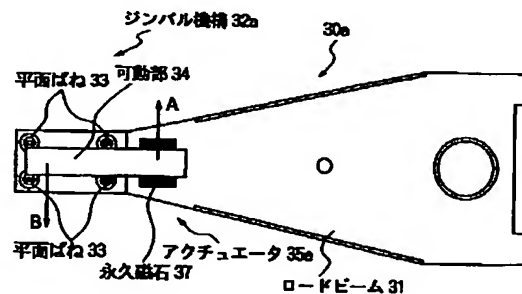 ジンバル機構 32a
30a
平面ばね 33
可動部 34
A
B
平面ばね 33
アクチュエータ 35a
永久磁石 37
ロードビーム 31